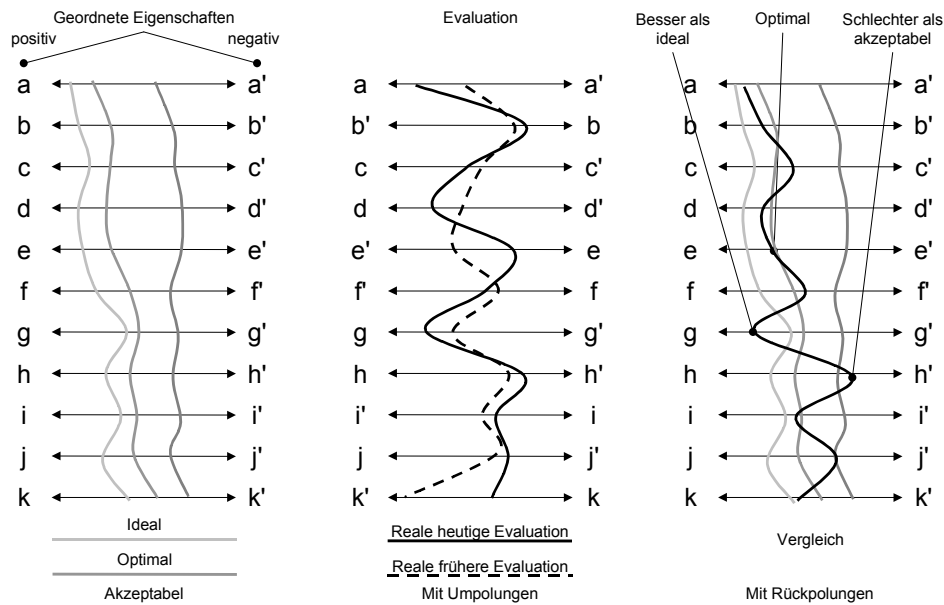 Geordnete Eigenschaften
positiv negativ
a a'
b b'
c c'
d d'
e e'
f f'
g g'
h h'
i i'
j j'
k k'
Ideal
Optimal
Akzeptabel
Evaluation
a a'
b' b
c c'
d d'
e' e
f' f
g g'
h h'
i' i
j j'
k' k
Reale heutige Evaluation
Reale frühere Evaluation
Mit Umpolungen
Besser als
ideal
Optimal
Schlechter als
akzeptabel
a a'
b b'
c c'
d d'
e e'
f f'
g g'
h h'
i i'
j j'
k k'
Vergleich
Mit Rückpolungen